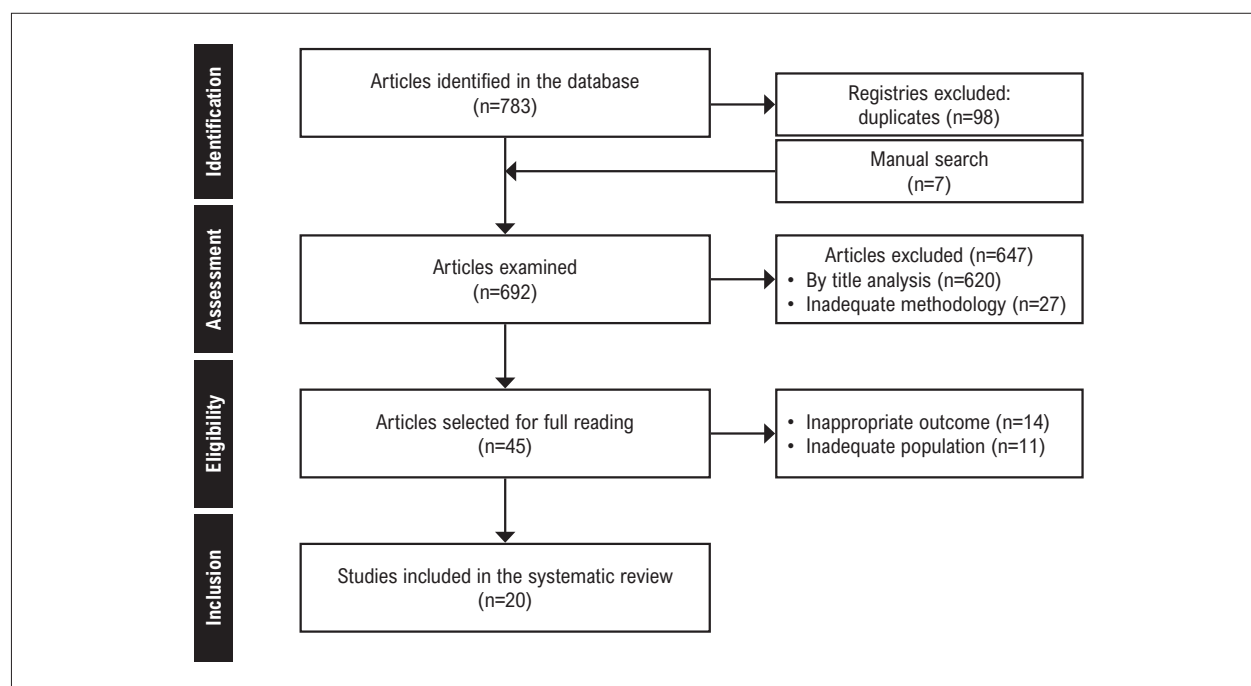 Identification
Articles identified in the database
(n=783)
Registries excluded:
duplicates (n=98)
Manual search
(n=7)
Assessment
Articles examined
(n=692)
Articles excluded (n=647)
• By title analysis (n=620)
• Inadequate methodology (n=27)
Eligibility
Articles selected for full reading
(n=45)
• Inappropriate outcome (n=14)
• Inadequate population (n=11)
Inclusion
Studies included in the systematic review
(n=20)